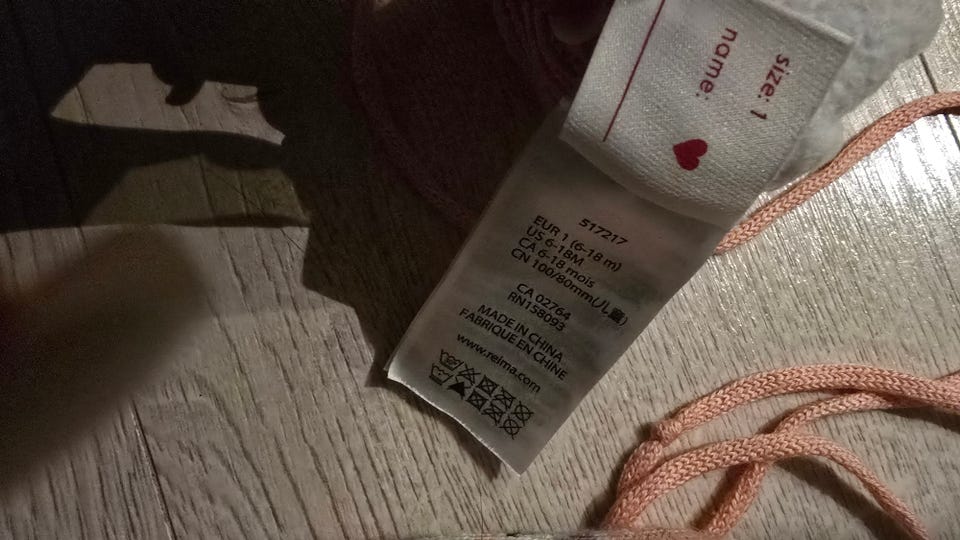 size: 1
name:
517217
EUR 1 (6-18 m)
US 6-18M
CA 6-18 mois
CN 100/80mm(儿童)
CA 02764
RN158093
MADE IN CHINA
FABRIQUE EN CHINE
www.reima.com